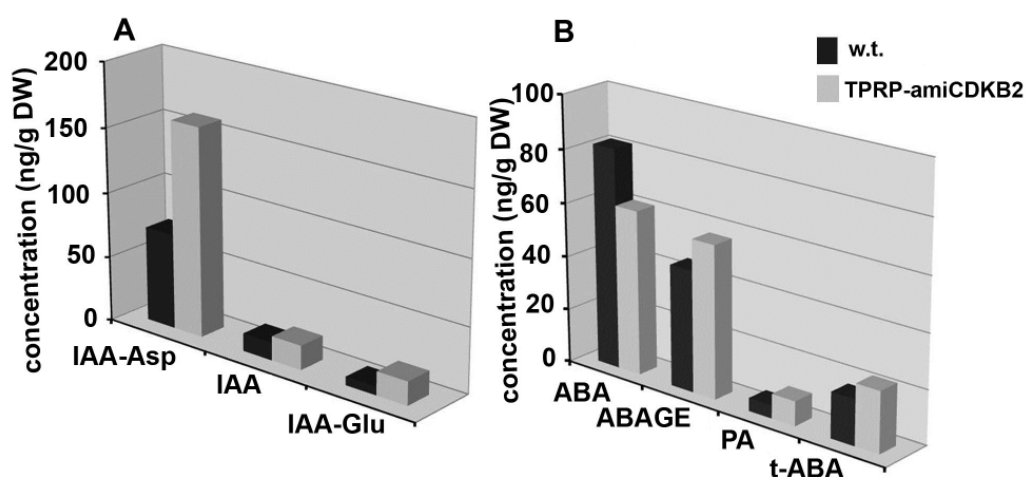 A
concentration (ng/g DW)
200
150
100
50
0
IAA-Asp
IAA
IAA-Glu
B
w.t.
TPRP-amiCDKB2
concentration (ng/g DW)
100
80
60
40
20
0
ABA
ABAGE
PA
t-ABA